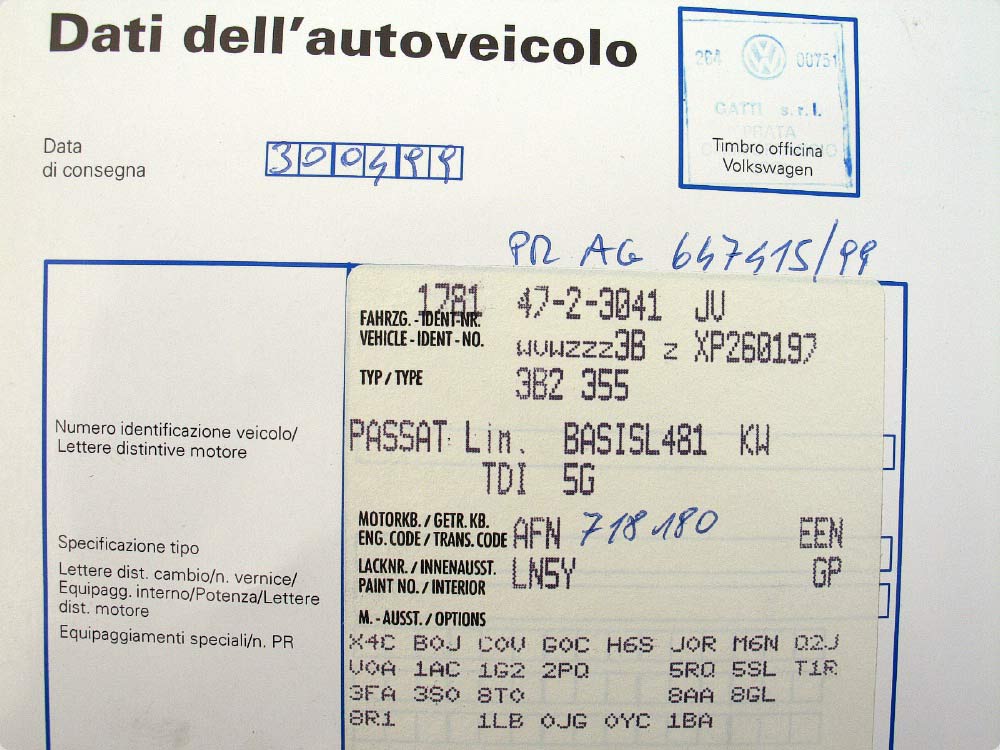 Dati dell'autoveicolo
264 00751
GATTI s.r.l.
PRATA
Timbro officina
Volkswagen
Data
di consegna
300499
PR AG 647415/99
1781 47-2-3041 JV
FAHRZG.-IDENT-NR.
VEHICLE-IDENT-NO.
WVWZZZ3B Z XP260197
TYP / TYPE
3B2 355
Numero identificazione veicolo/
Lettere distintive motore
PASSAT Lim. BASISL481 KW
TDI 5G
MOTORKB. / GETR. KB.
ENG. CODE / TRANS. CODE
AFN 718180 EEN
Specificazione tipo
LACKNR. / INNENAUSST.
PAINT NO. / INTERIOR
LN5Y GP
Lettere dist. cambio/n. vernice/
Equipagg. interno/Potenza/Lettere
dist. motore
M. - AUSST. / OPTIONS
Equipaggiamenti speciali/n. PR
X4C B0J C0V G0C H6S J0R M6N Q2J
V0A 1AC 1G2 2PQ 5RQ 5SL T1R
3FA 3S0 8T0 8AA 8GL
8R1 1LB 0JG 0YC 1BA